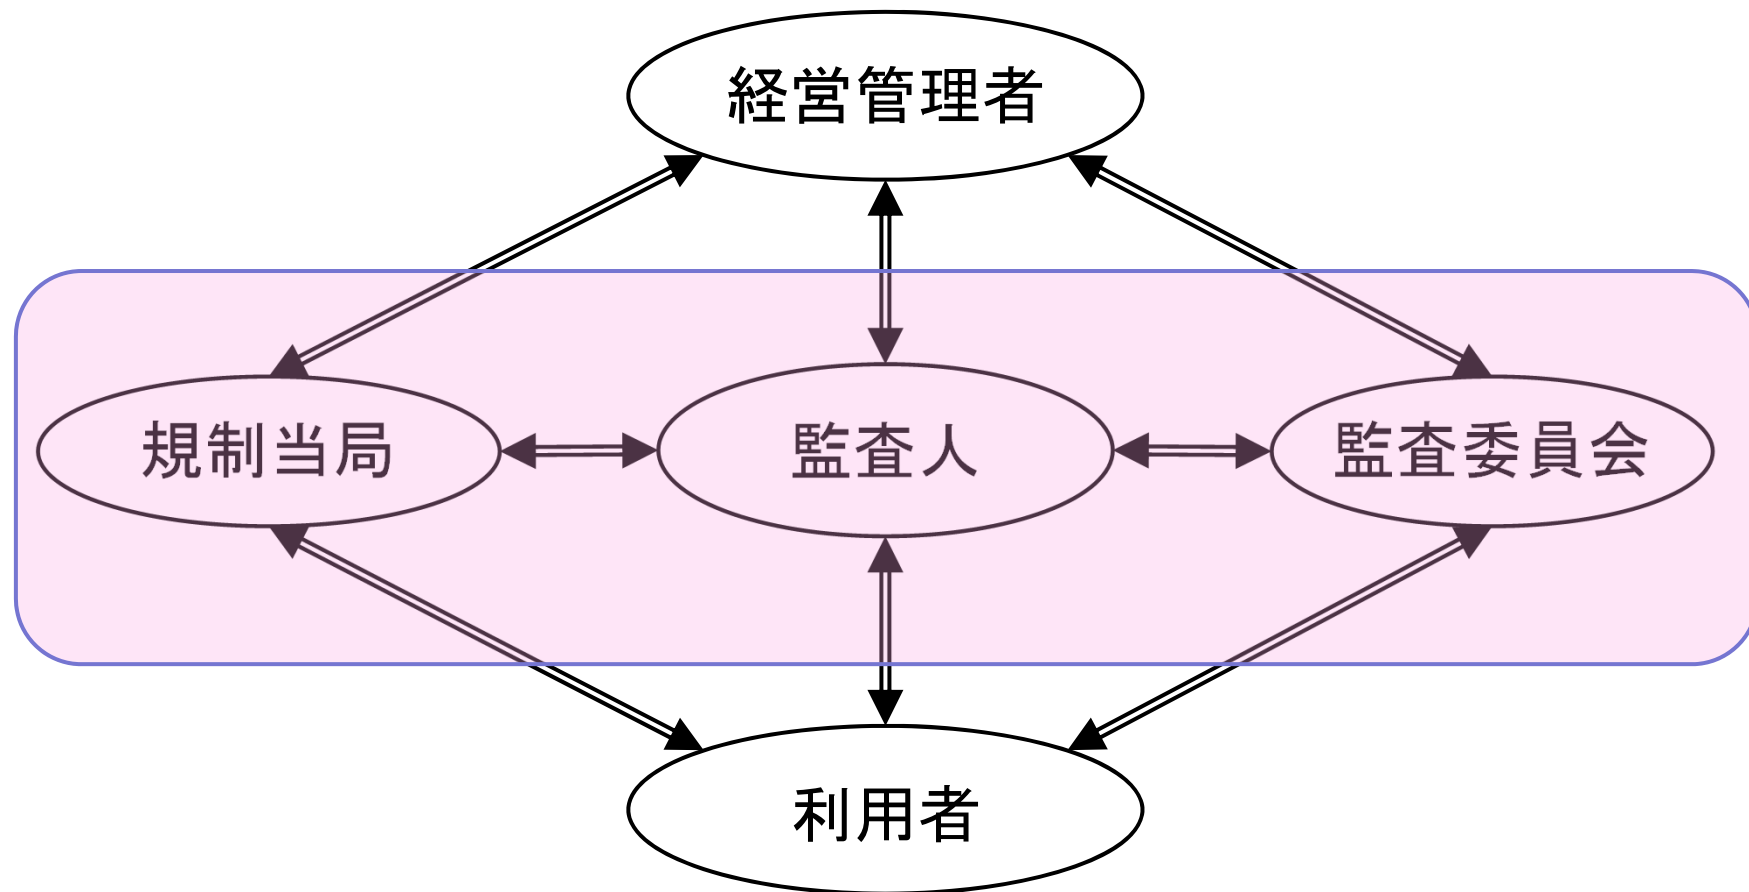 経営管理者
規制当局
監査人
監査委員会
利用者